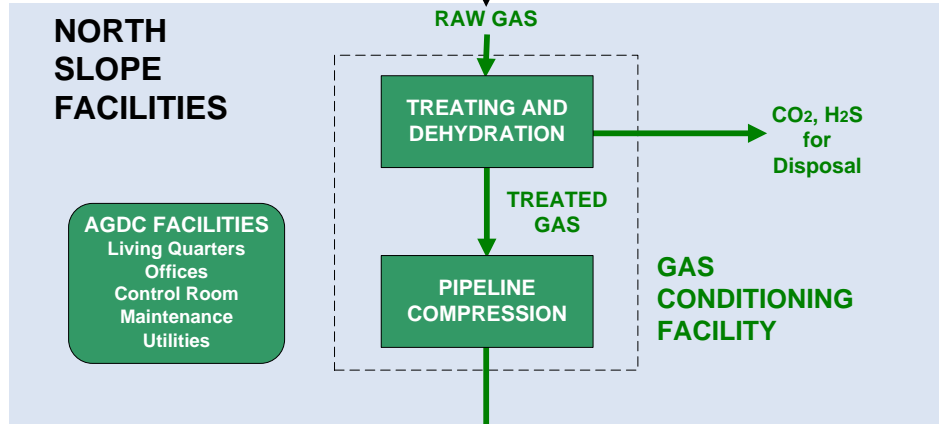 RAW GAS
NORTH
SLOPE
FACILITIES
TREATING AND
DEHYDRATION
CO2, H2S
for
Disposal
TREATED
GAS
AGDC FACILITIES
Living Quarters
Offices
Control Room
Maintenance
Utilities
PIPELINE
COMPRESSION
GAS
CONDITIONING
FACILITY